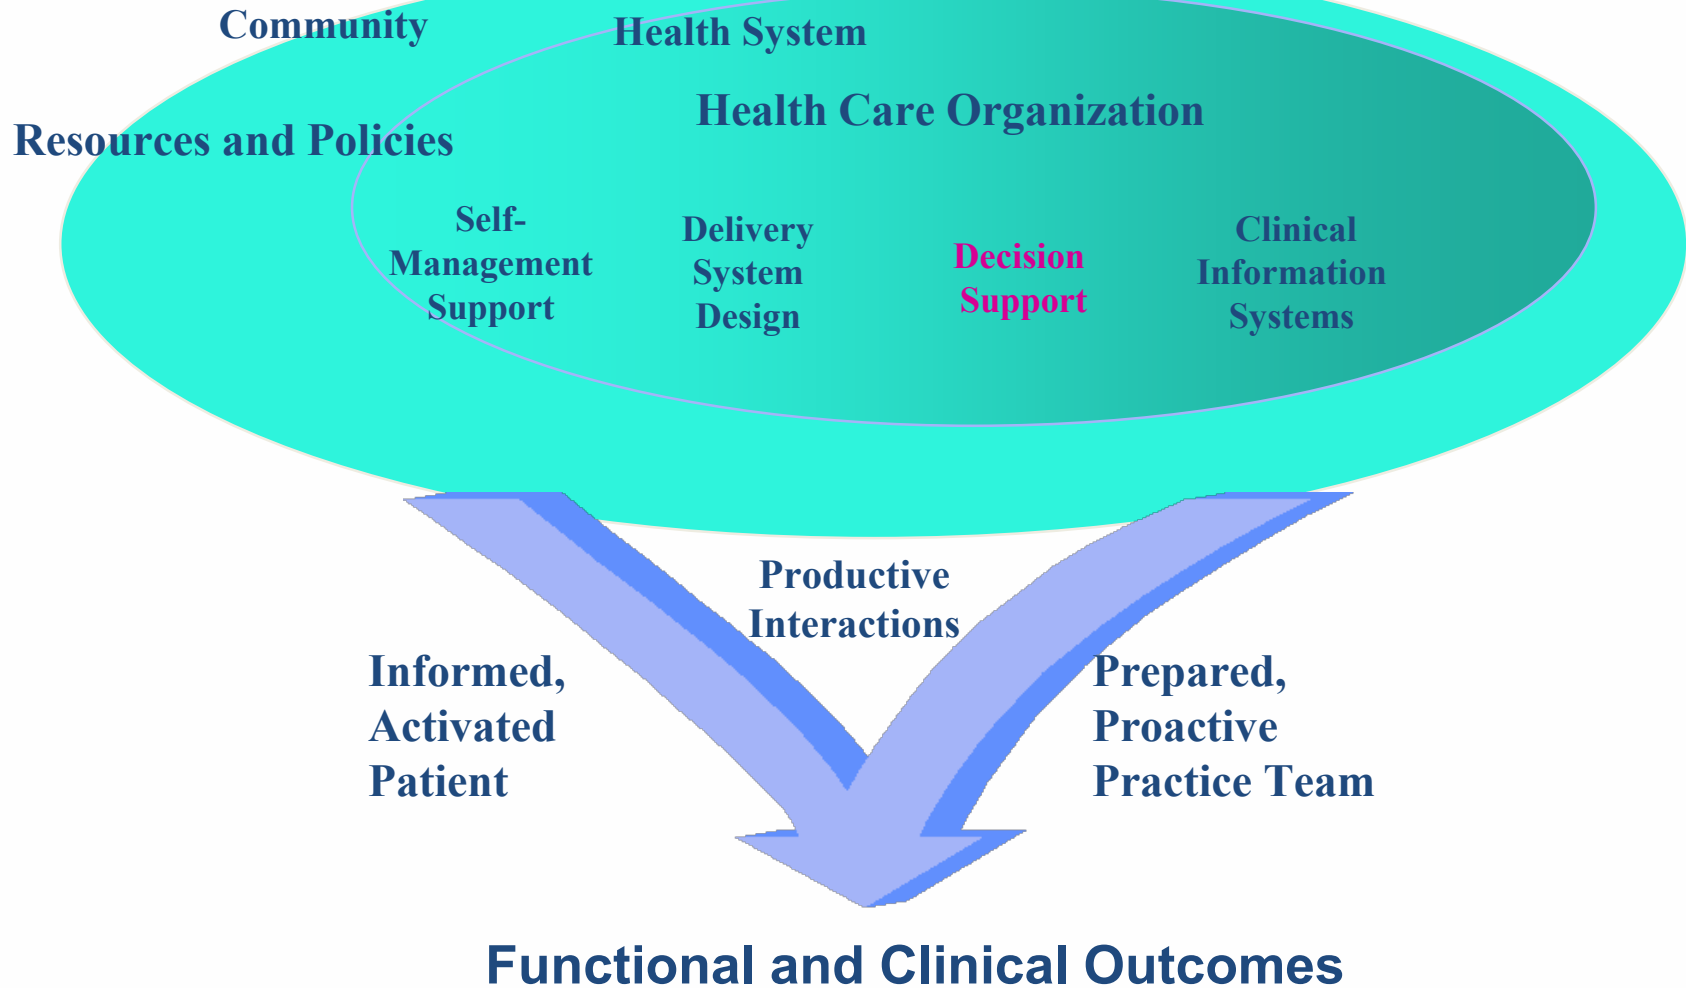 Community
Health System
Health Care Organization
Resources and Policies
Self-
Management
Support
Delivery
System
Design
Decision
Support
Clinical
Information
Systems
Productive
Interactions
Informed,
Activated
Patient
Prepared,
Proactive
Practice Team
Functional and Clinical Outcomes